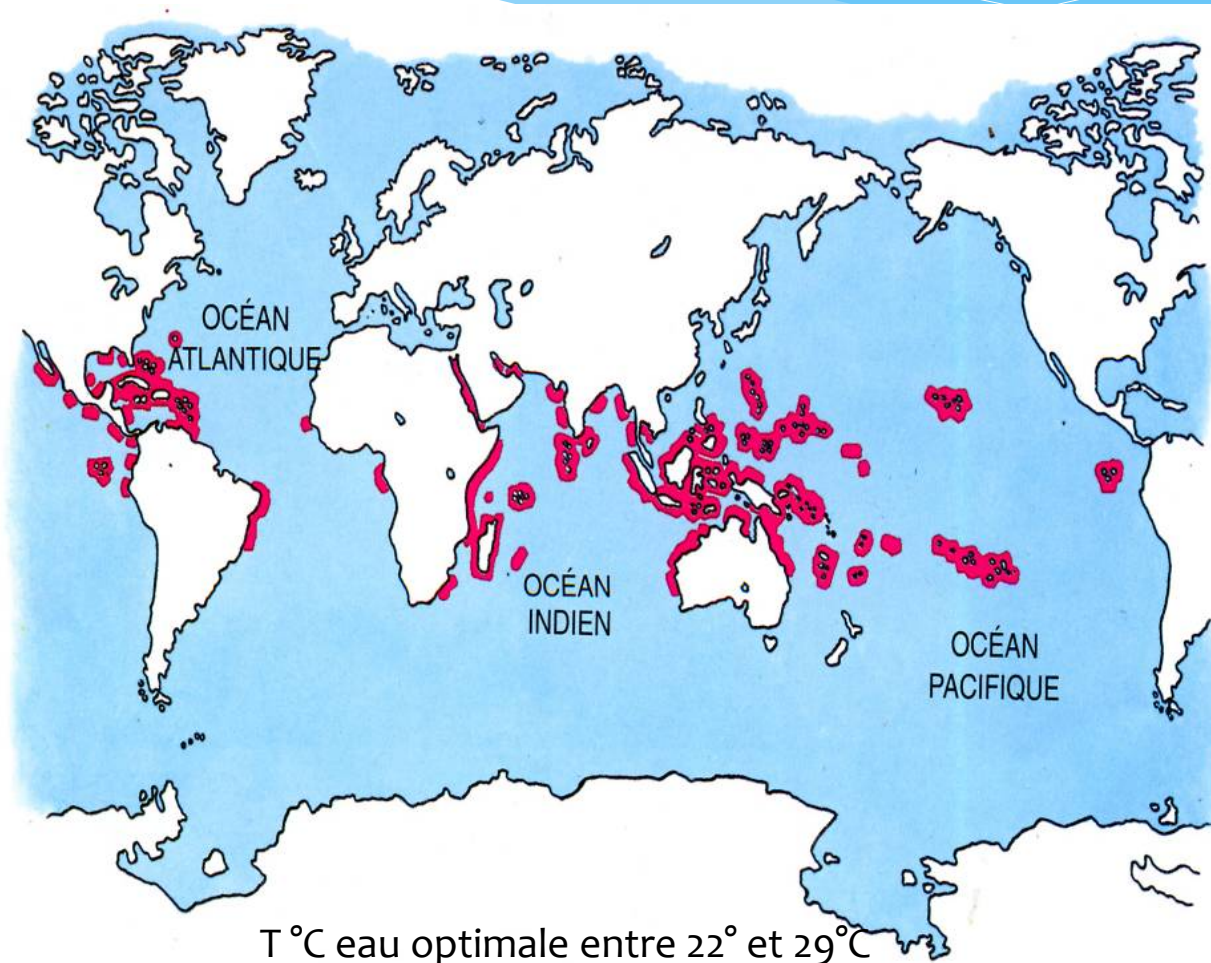 OCÉAN
ATLANTIQUE
OCÉAN
INDIEN
OCÉAN
PACIFIQUE
T °C eau optimale entre 22° et 29°C